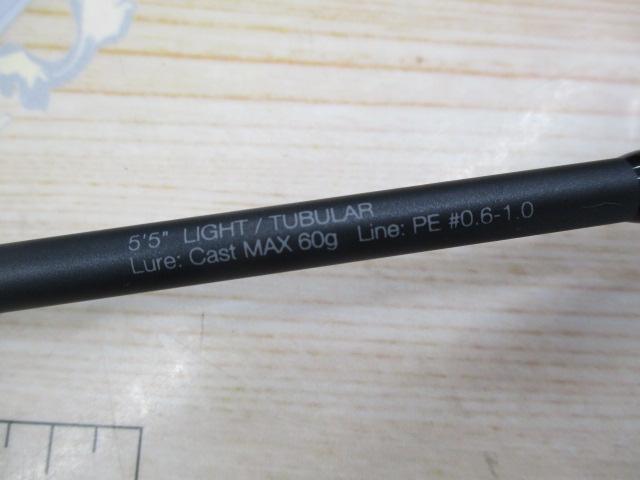 5'5" LIGHT / TUBULAR
Lure: Cast MAX 60g Line: PE #0.6-1.0